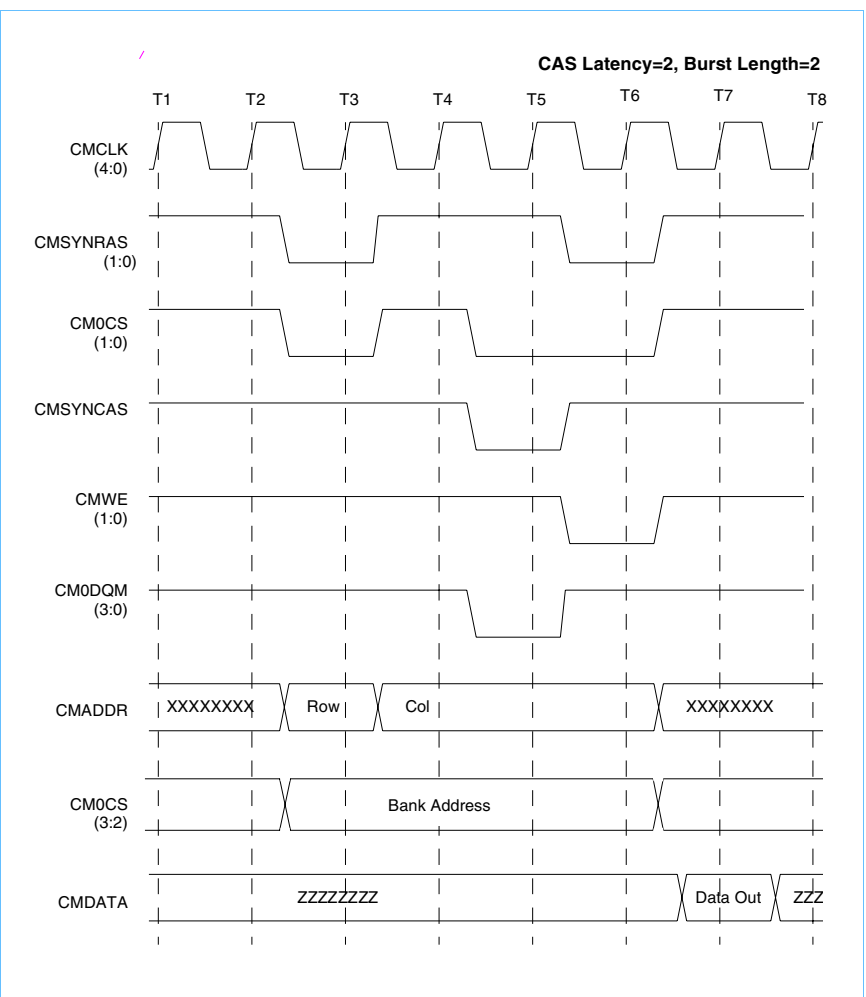 CAS Latency=2, Burst Length=2
T1 T2 T3 T4 T5 T6 T7 T8
CMCLK
(4:0)
CMSYNRAS
(1:0)
CM0CS
(1:0)
CMSYNCAS
CMWE
(1:0)
CM0DQM
(3:0)
CMADDR XXXXXXXX Row Col XXXXXXXX
CM0CS
(3:2)
Bank Address
CMDATA ZZZZZZZZ Data Out ZZZ